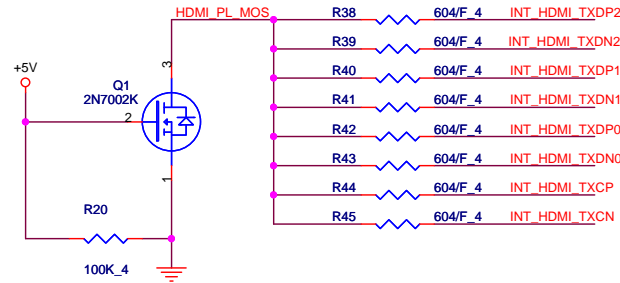 HDMI_PL_MOS
R38 604/F_4 INT_HDMI_TXDP2
R39 604/F_4 INT_HDMI_TXDN2
+5V
3
R40 604/F_4 INT_HDMI_TXDP1
Q1
2N7002K
R41 604/F_4 INT_HDMI_TXDN1
2
R42 604/F_4 INT_HDMI_TXDP0
R43 604/F_4 INT_HDMI_TXDN0
1
R44 604/F_4 INT_HDMI_TXCP
R20
R45 604/F_4 INT_HDMI_TXCN
100K_4